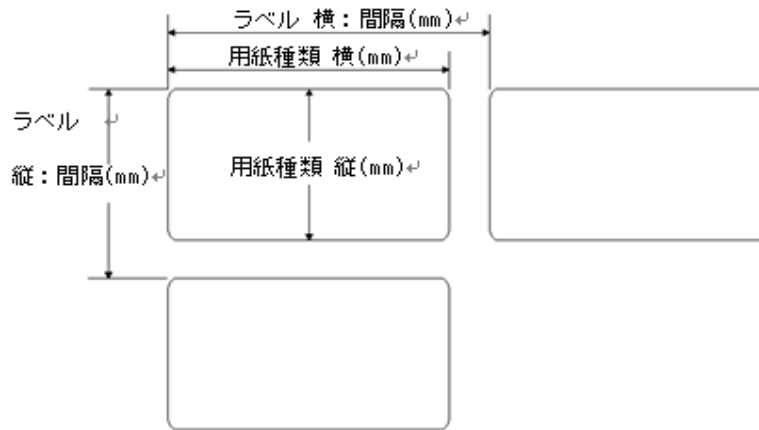 ラベル 横：間隔(mm)↵
用紙種類 横(mm)↵
ラベル ↵
縦：間隔(mm)↵
用紙種類 縦(mm)↵